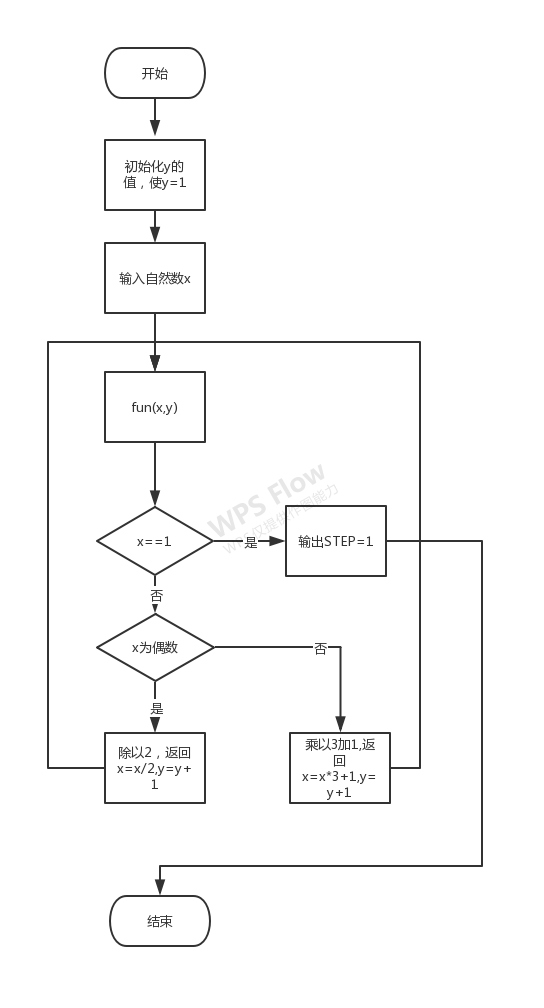 开始
初始化y的
值，使y=1
输入自然数x
fun(x,y)
WPS Flow
x==1
是
输出STEP=1
否
x为偶数
否
是
除以2，返回
x=x/2,y=y+
1
乘以3加1,返
回
x=x*3+1,y=
y+1
结束